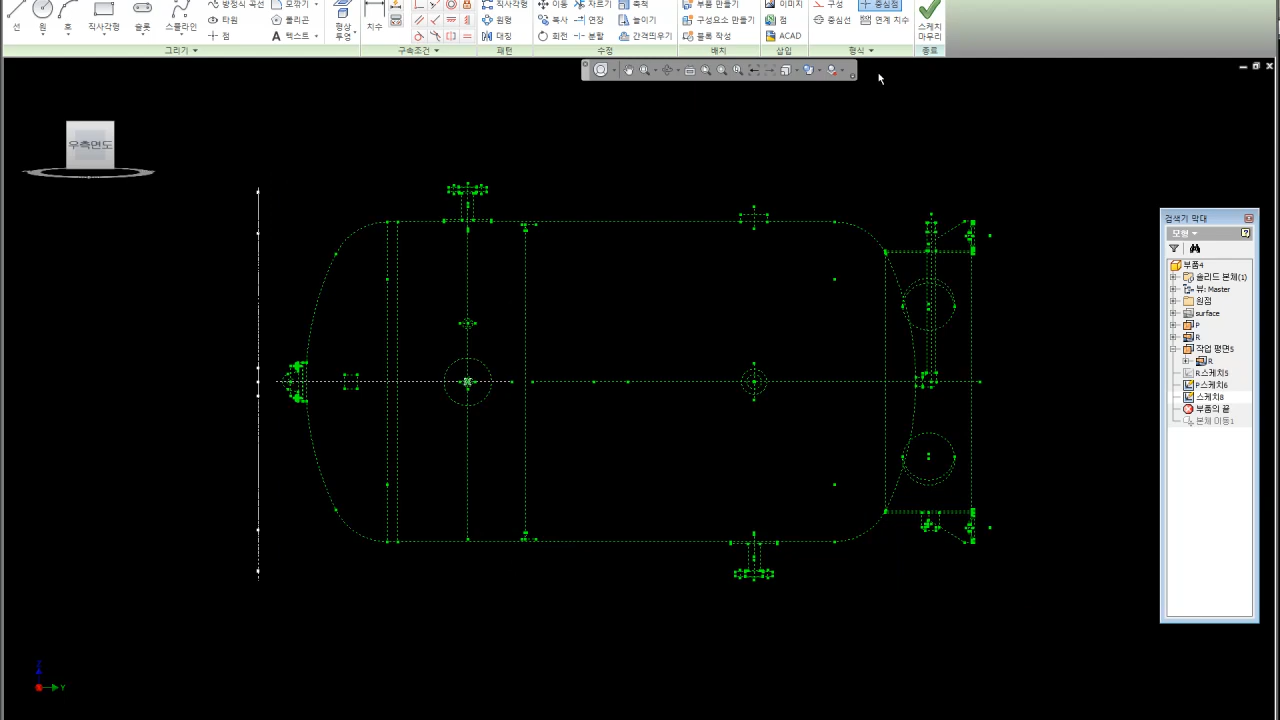 방정식 곡선
모깎기
직사각형
이동
자르기
축척
부품 만들기
이미지
구성
중심점
타원
폴리곤
원형
복사
연장
늘이기
구성요소 만들기
점
중심선
연계 치수
선
원
호
직사각형
슬롯
스플라인
점
텍스트
형상
투영
치수
대칭
회전
분할
간격띄우기
블록 작성
ACAD
스케치
마무리
그리기
구속조건
패턴
수정
배치
삽입
형식
종료
우측면도
검색기 막대
모형
부품4
솔리드 본체(1)
뷰: Master
원점
surface
P
R
작업 평면5
R
R스케치5
P스케치6
스케치8
부품의 끝
본체 이동1
Z
Y